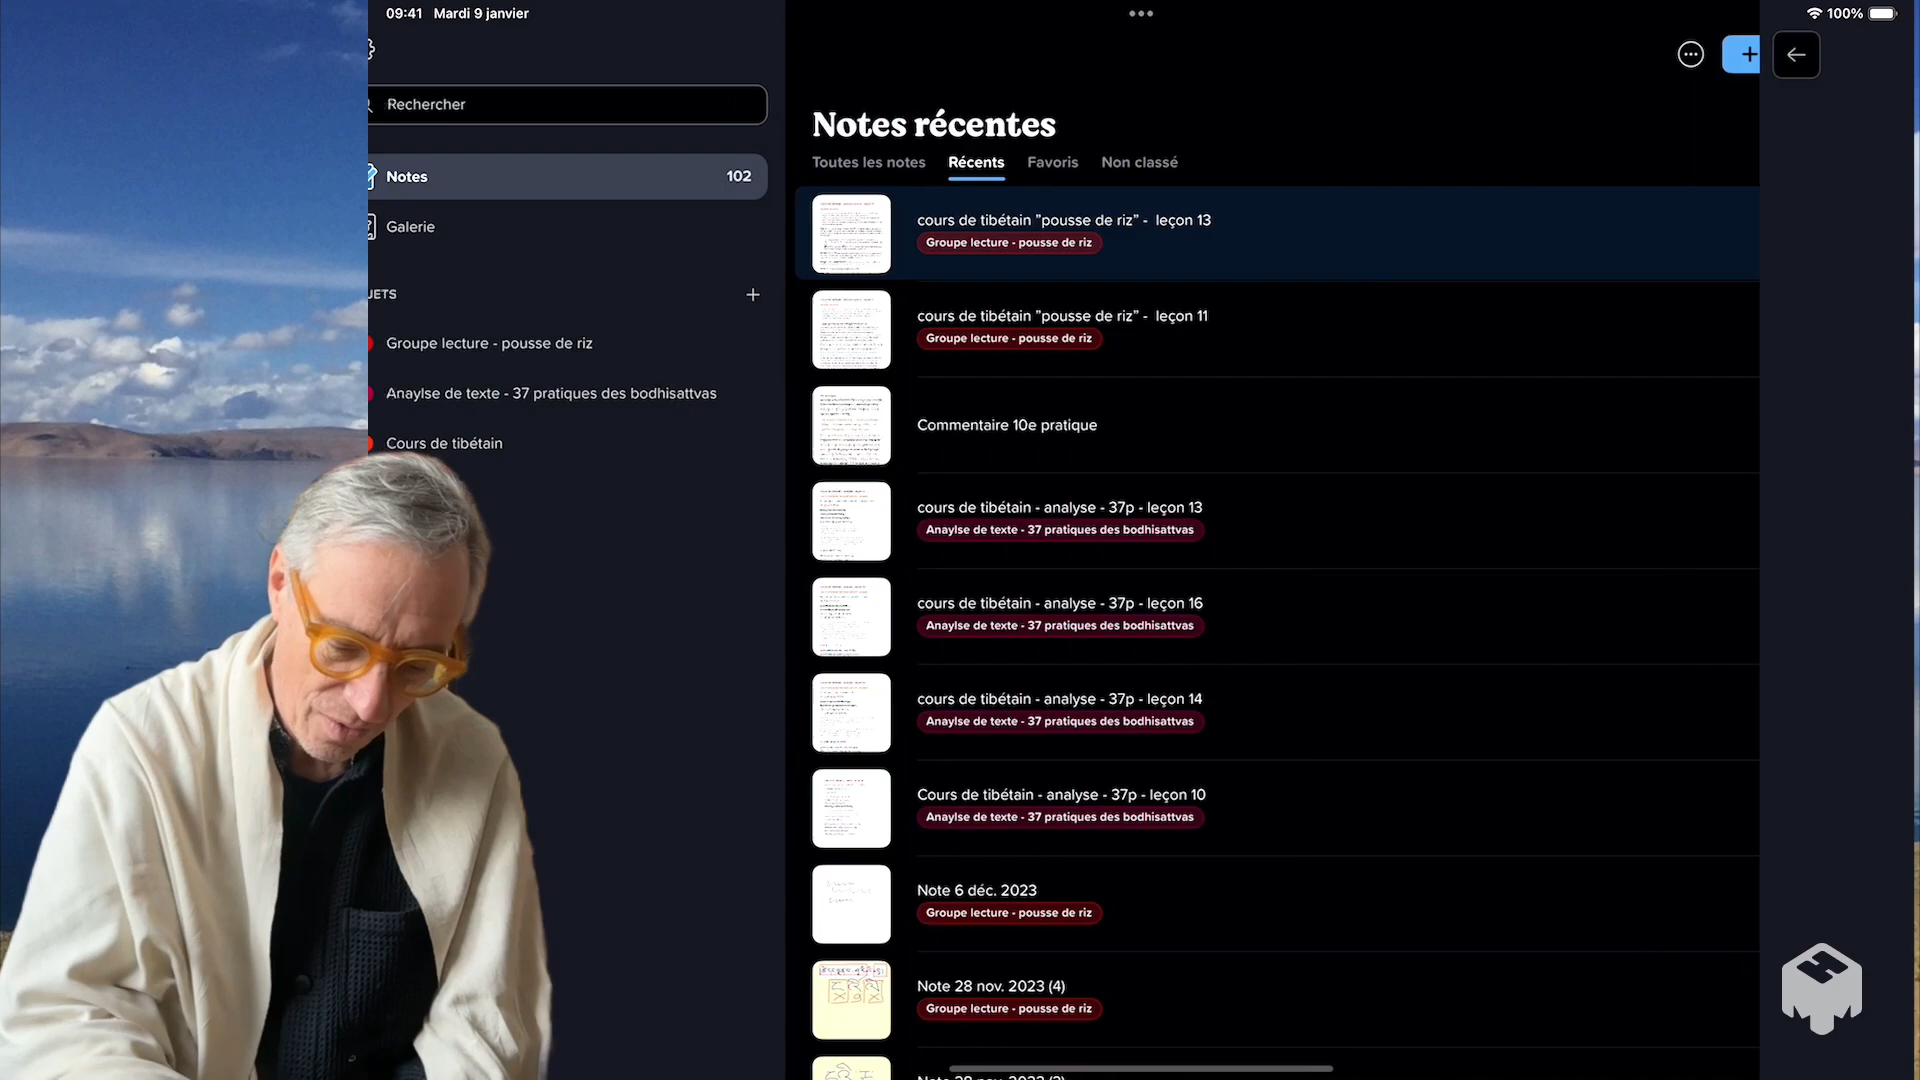 09:41 Mardi 9 janvier
100%
Rechercher
Notes 102
Galerie
JETS
Groupe lecture - pousse de riz
Anaylse de texte - 37 pratiques des bodhisattvas
Cours de tibétain
Notes récentes
Toutes les notes Récents Favoris Non classé
cours de tibétain ”pousse de riz” - leçon 13
Groupe lecture - pousse de riz
cours de tibétain ”pousse de riz” - leçon 11
Groupe lecture - pousse de riz
Commentaire 10e pratique
cours de tibétain - analyse - 37p - leçon 13
Anaylse de texte - 37 pratiques des bodhisattvas
cours de tibétain - analyse - 37p - leçon 16
Anaylse de texte - 37 pratiques des bodhisattvas
cours de tibétain - analyse - 37p - leçon 14
Anaylse de texte - 37 pratiques des bodhisattvas
Cours de tibétain - analyse - 37p - leçon 10
Anaylse de texte - 37 pratiques des bodhisattvas
Note 6 déc. 2023
Groupe lecture - pousse de riz
Note 28 nov. 2023 (4)
Groupe lecture - pousse de riz